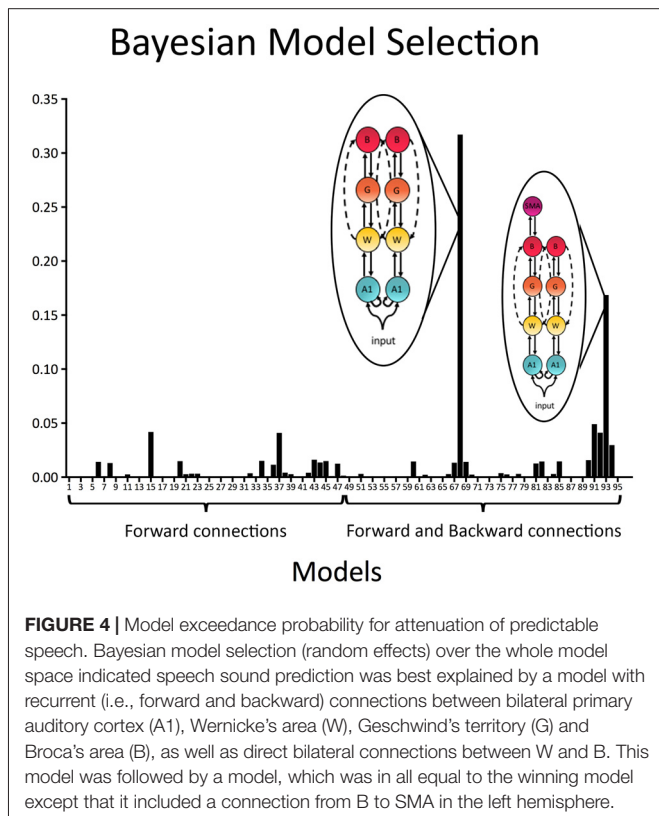 Bayesian Model Selection
0.35
0.30
0.25
0.20
0.15
0.10
0.05
0.00
B B
G G
W W
A1 A1
input
SMA
B B
G G
W W
A1 A1
input
1 3 5 7 9 11 13 15 17 19 21 23 25 27 29 31 33 35 37 39 41 43 45 47 49 51 53 55 57 59 61 63 65 67 69 71 73 75 77 79 81 83 85 87 89 91 93 95
Forward connections Forward and Backward connections
Models
FIGURE 4 | Model exceedance probability for attenuation of predictable
speech. Bayesian model selection (random effects) over the whole model
space indicated speech sound prediction was best explained by a model with
recurrent (i.e., forward and backward) connections between bilateral primary
auditory cortex (A1), Wernicke's area (W), Geschwind's territory (G) and
Broca's area (B), as well as direct bilateral connections between W and B. This
model was followed by a model, which was in all equal to the winning model
except that it included a connection from B to SMA in the left hemisphere.